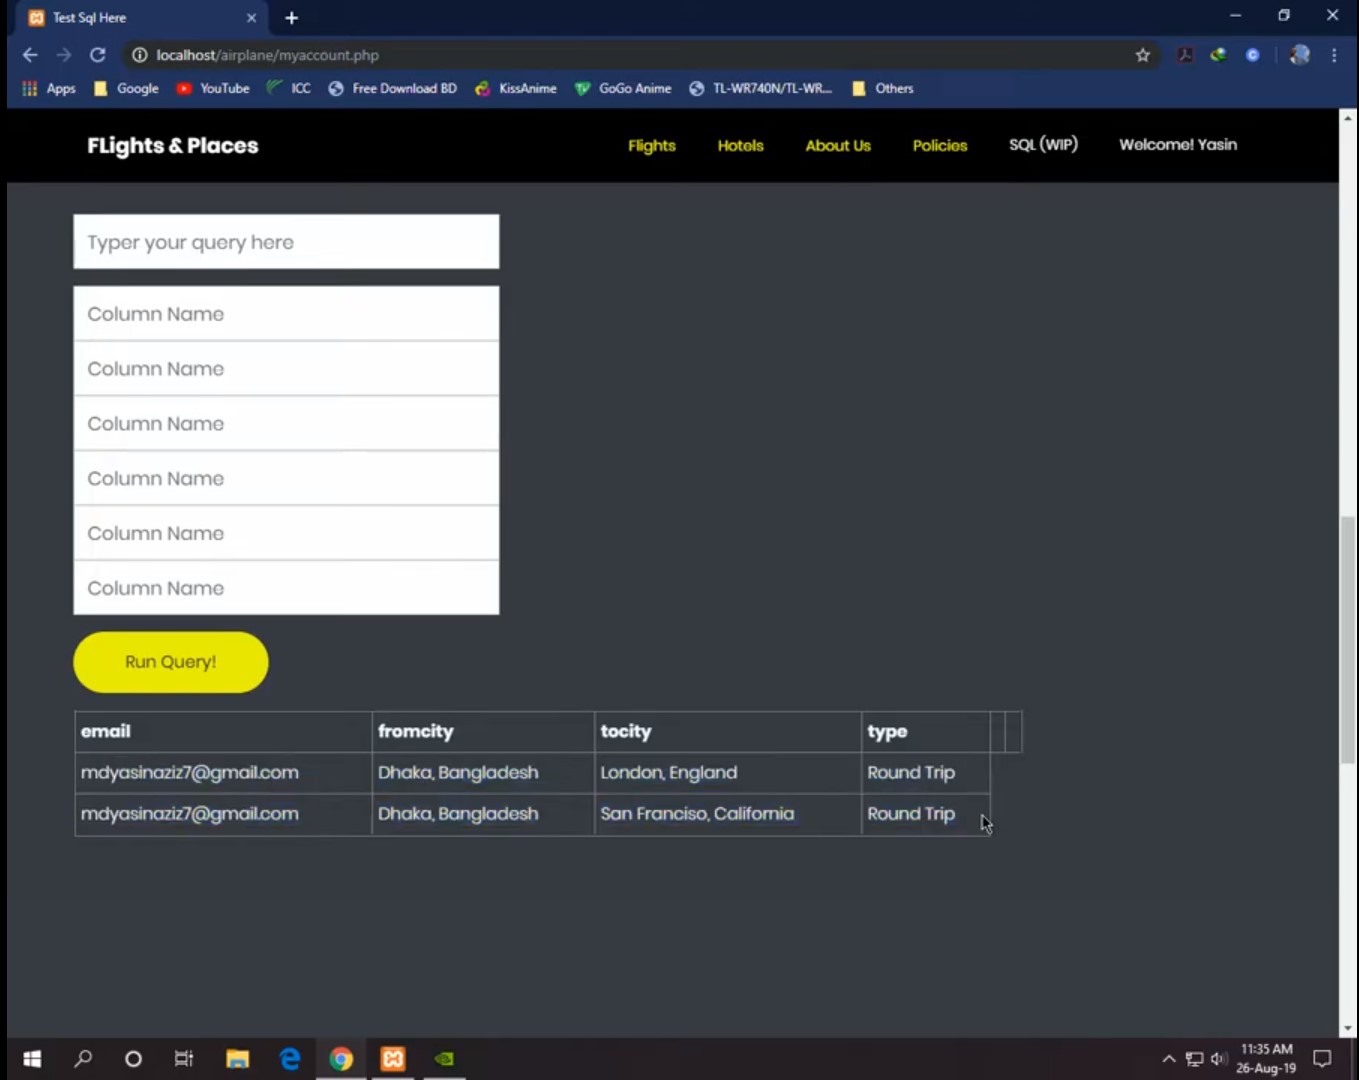 Test Sql Here
localhost/airplane/myaccount.php
Apps Google YouTube ICC Free Download BD KissAnime GoGo Anime TL-WR740N/TL-WR... Others
FLights & Places Flights Hotels About Us Policies SQL (WIP) Welcome! Yasin
Typer your query here
Column Name
Column Name
Column Name
Column Name
Column Name
Column Name
Run Query!
email fromcity tocity type
mdyasinaziz7@gmail.com Dhaka, Bangladesh London, England Round Trip
mdyasinaziz7@gmail.com Dhaka, Bangladesh San Franciso, California Round Trip
11:35 AM
26-Aug-19